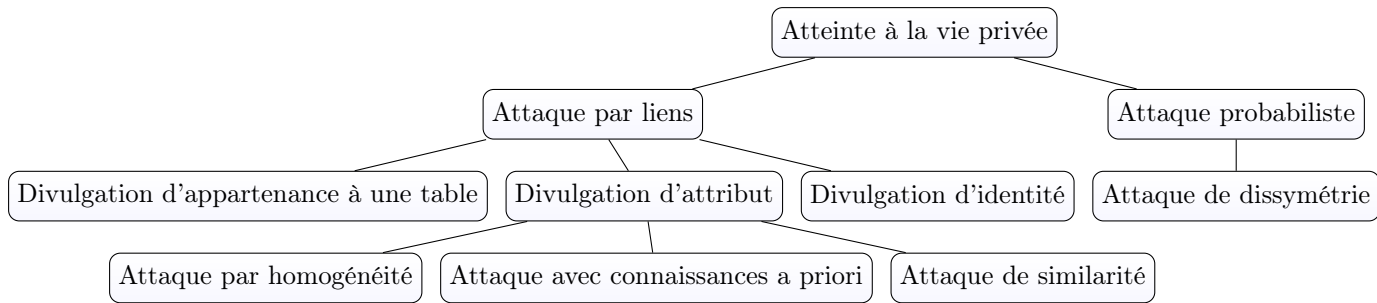 Atteinte à la vie privée
Attaque par liens
Attaque probabiliste
Divulgation d'appartenance à une table
Divulgation d'attribut
Divulgation d'identité
Attaque de dissymétrie
Attaque par homogénéité
Attaque avec connaissances a priori
Attaque de similarité